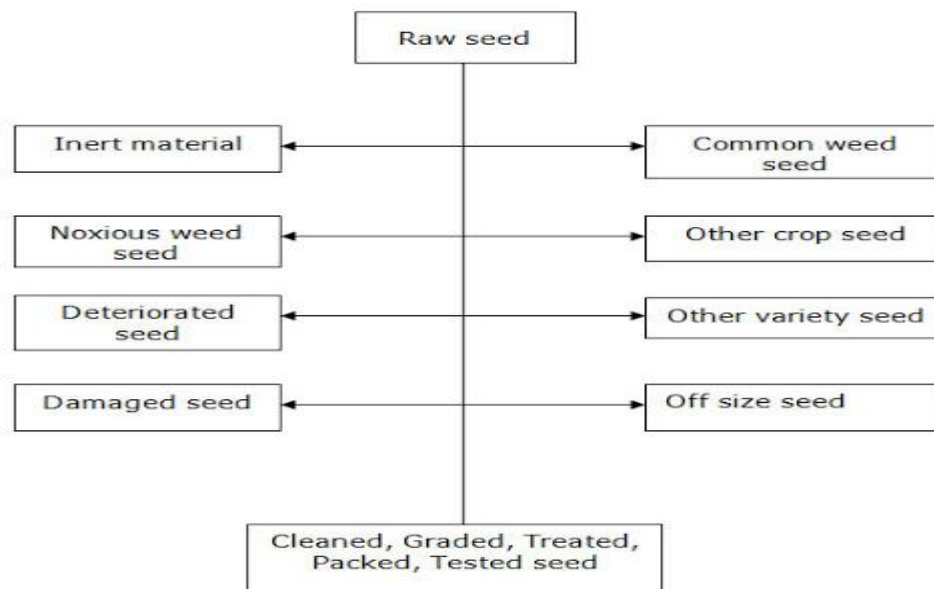 Raw seed
Inert material
Common weed
seed
Noxious weed
seed
Other crop seed
Deteriorated
seed
Other variety seed
Damaged seed
Off size seed
Cleaned, Graded, Treated,
Packed, Tested seed